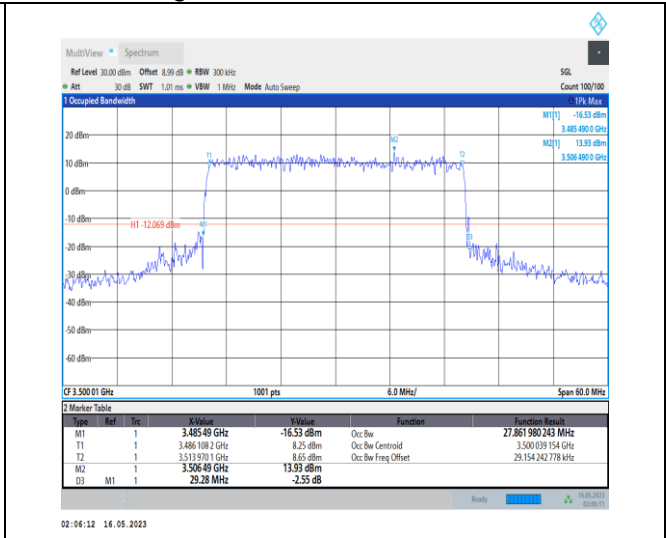 MultiView Spectrum
Ref Level 30.00 dBm Offset 8.99 dB RBW 300 kHz SGL
Att 30 dB SWT 1.01 ms VBW 1 MHz Mode Auto Sweep Count 100/100
1 Occupied Bandwidth 1Pk Max
M1[1] -16.53 dBm
3.485 490 0 GHz
M2[1] 13.93 dBm
3.506 490 0 GHz
20 dBm
M2
T1 T2
10 dBm
0 dBm
-10 dBm
H1 -12.069 dBm M1
D3
-20 dBm
-30 dBm
-40 dBm
-50 dBm
-60 dBm
CF 3.500 01 GHz 1001 pts 6.0 MHz/ Span 60.0 MHz
2 Marker Table
Type Ref Trc X-Value Y-Value Function Function Result
M1 1 3.485 49 GHz -16.53 dBm Occ Bw 27.861 980 243 MHz
T1 1 3.486 108 2 GHz 8.25 dBm Occ Bw Centroid 3.500 039 154 GHz
T2 1 3.513 970 1 GHz 8.65 dBm Occ Bw Freq Offset 29.154 242 778 kHz
M2 1 3.506 49 GHz 13.93 dBm
D3 M1 1 29.28 MHz -2.55 dB
Ready 16.05.2023
02:06:11
02:06:12 16.05.2023